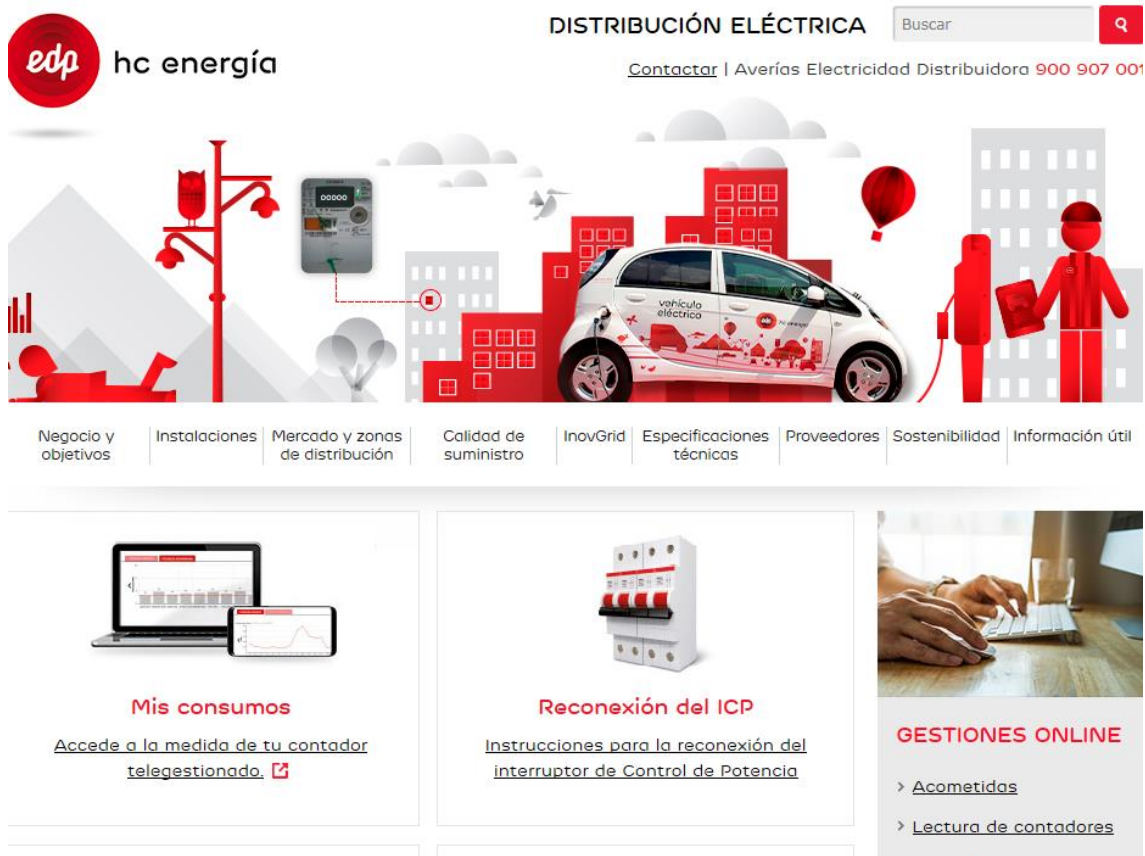 edp hc energía
DISTRIBUCIÓN ELÉCTRICA
Buscar
Contactar | Averías Electricidad Distribuidora 900 907 001
00000
vehículo
eléctrico
edp hc energía
Negocio y
objetivos
Instalaciones
Mercado y zonas
de distribución
Calidad de
suministro
InovGrid
Especificaciones
técnicas
Proveedores
Sostenibilidad
Información útil
Mis consumos
Accede a la medida de tu contador
telegestionado.
Reconexión del ICP
Instrucciones para la reconexión del
interruptor de Control de Potencia
GESTIONES ONLINE
> Acometidas
> Lectura de contadores